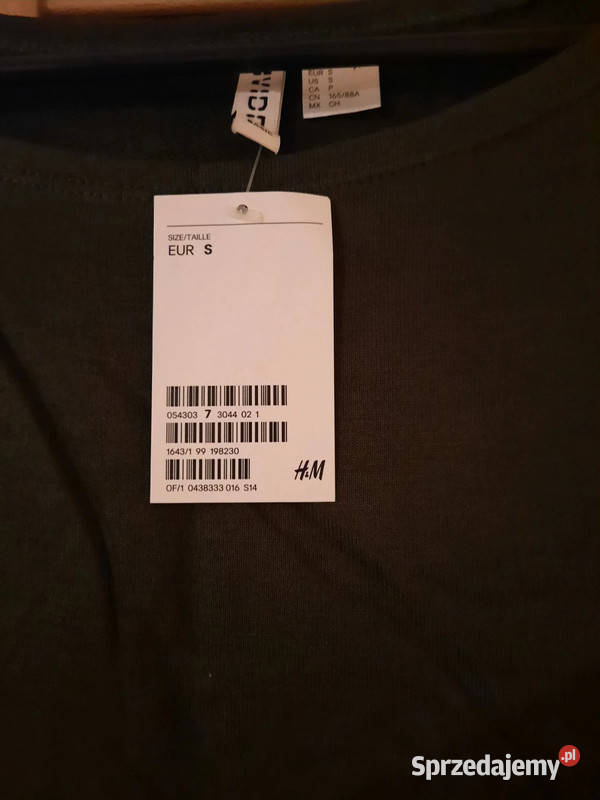 DIVIDED
EUR S
US S
CA P
CN 165/88A
MX CH
SIZE/TAILLE
EUR S
054303 7 3044 02 1
1643/1 99 198230
OF/1 0438333 016 S14
H&M
Sprzedajemy.pl